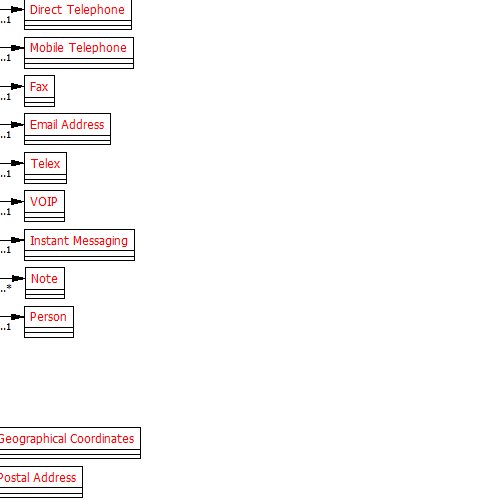 Direct Telephone
..1
Mobile Telephone
..1
Fax
..1
Email Address
..1
Telex
..1
VOIP
..1
Instant Messaging
..1
Note
..*
Person
..1
Geographical Coordinates
Postal Address